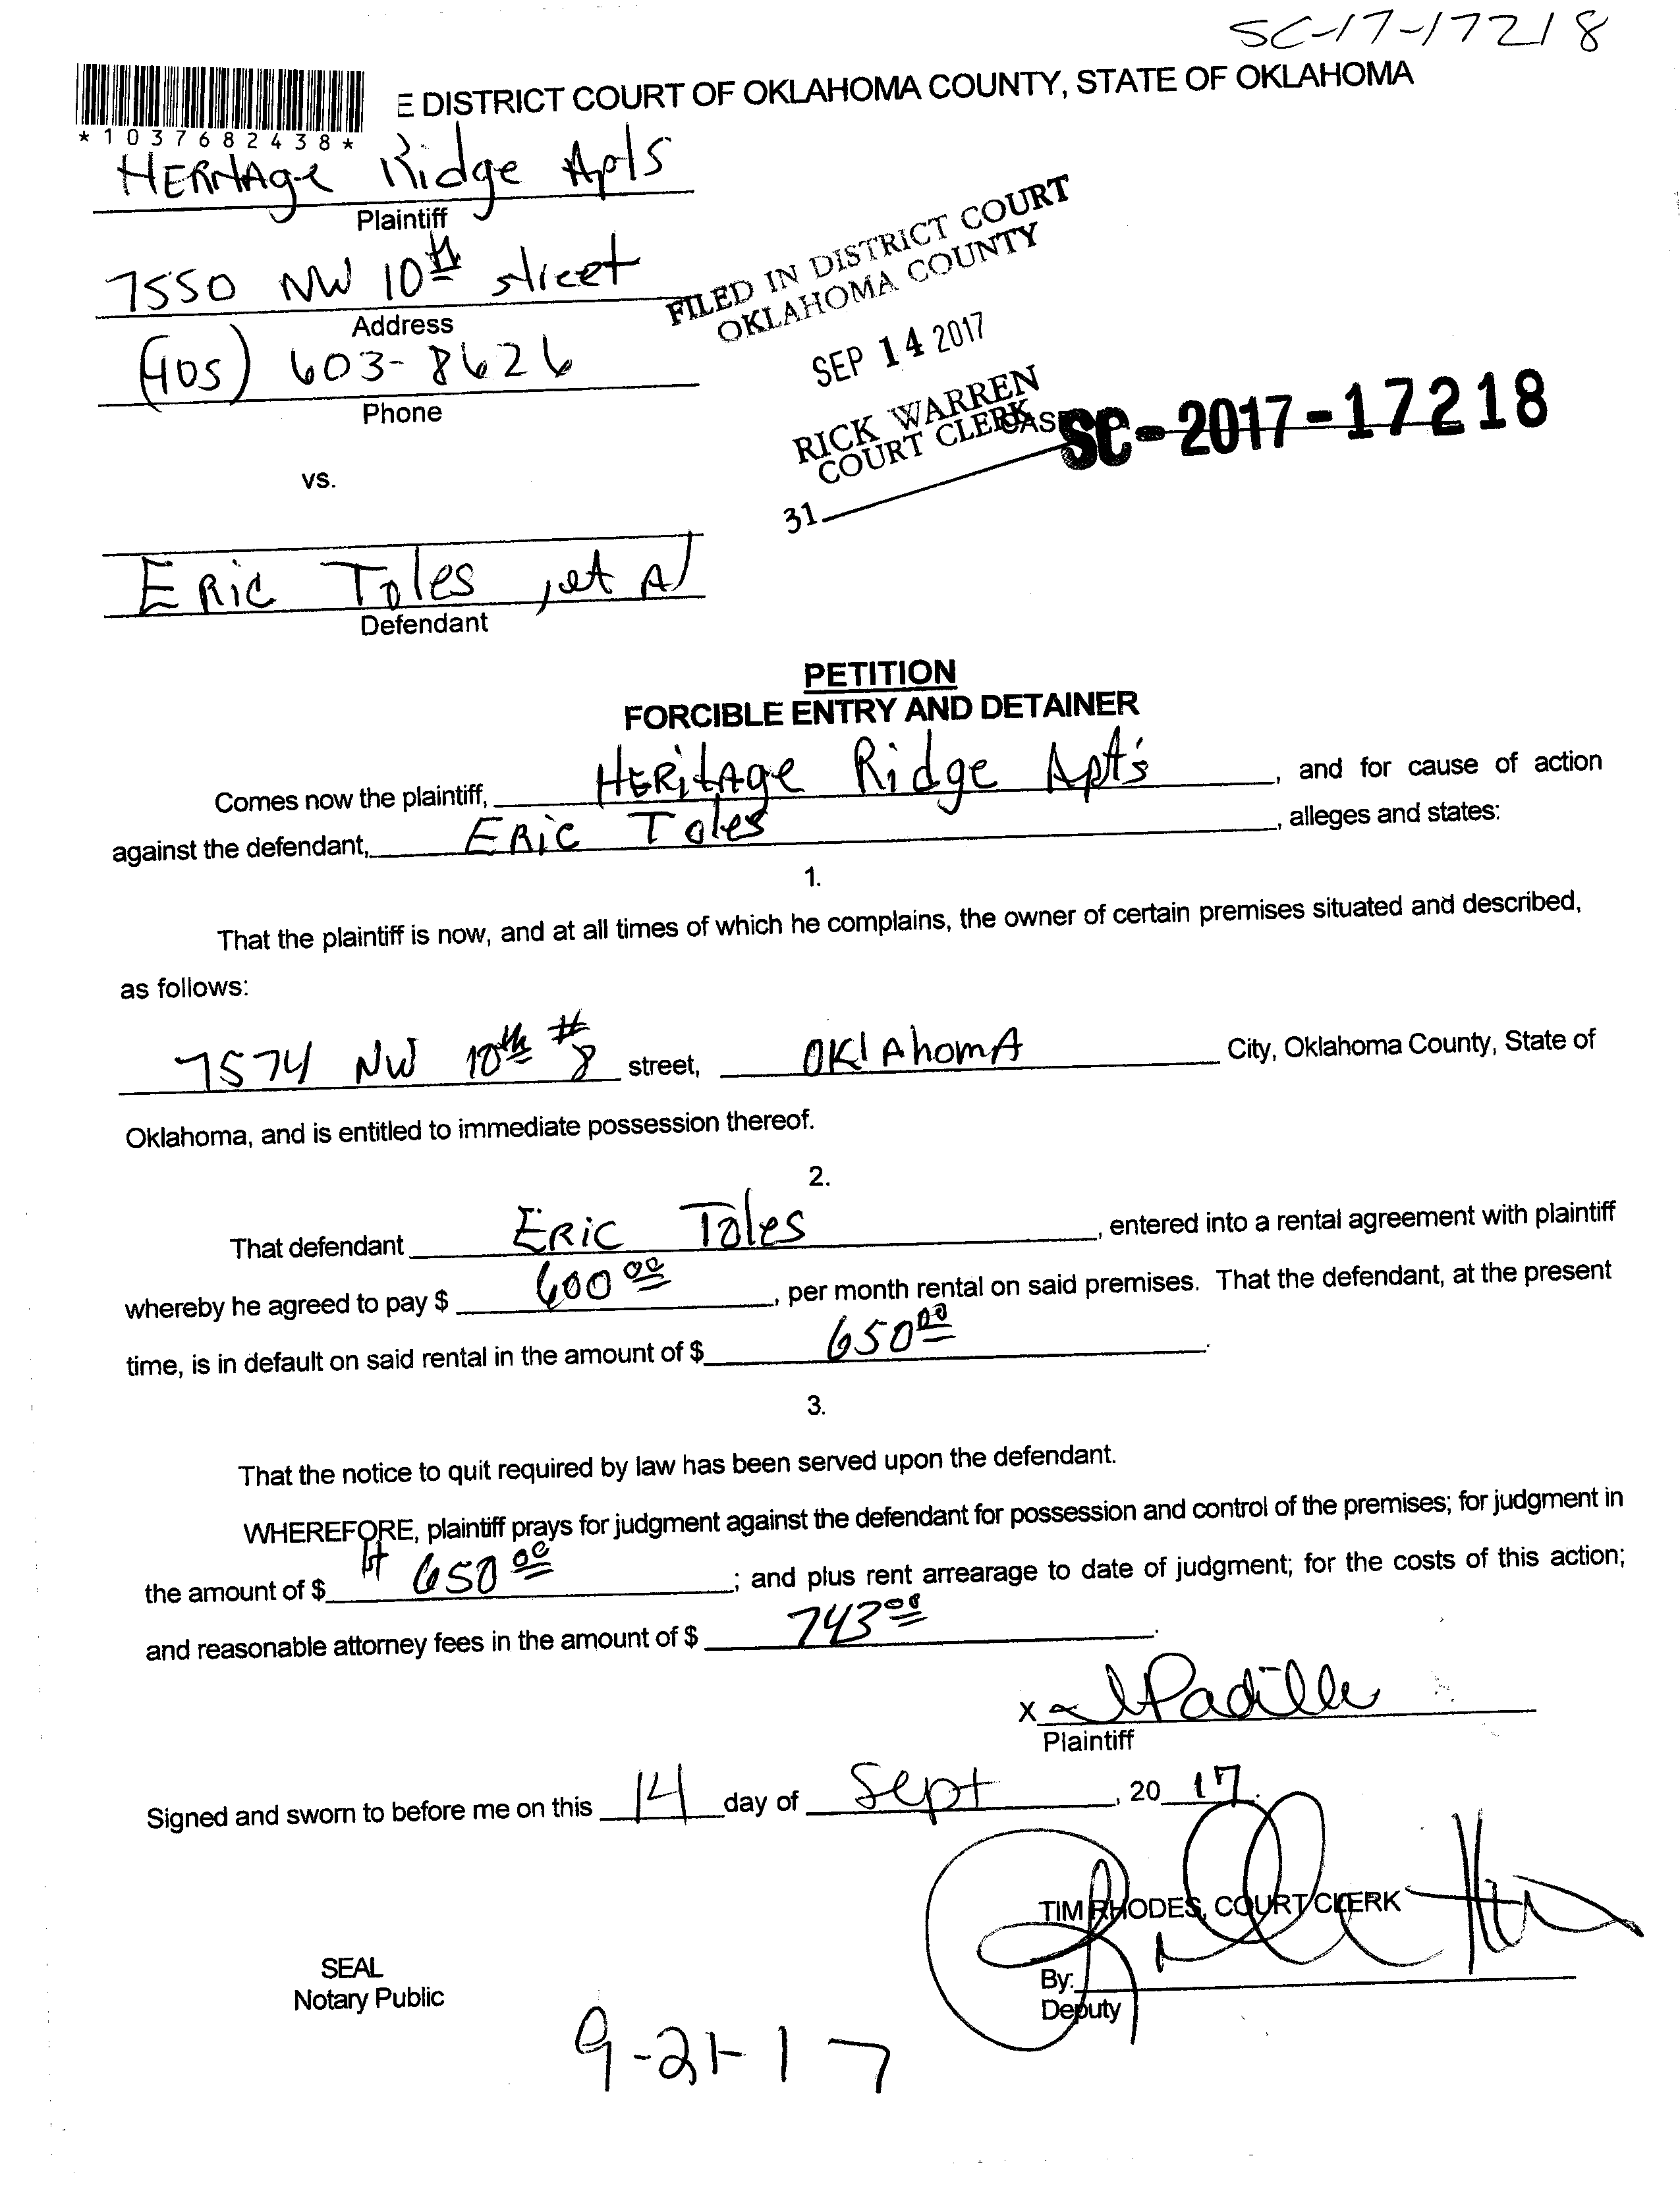 SC-17-17218
E DISTRICT COURT OF OKLAHOMA COUNTY, STATE OF OKLAHOMA
*1037682438*
HERitAge Ridge Apts
Plaintiff
7550 NW 10th street
Address
(405) 603-8626
Phone
FILED IN DISTRICT COURT
OKLAHOMA COUNTY
SEP 14 2017
RICK WARREN
COURT CLERK
31
CAS SC-2017-17218
vs.
ERic Toles, et Al
Defendant
PETITION
FORCIBLE ENTRY AND DETAINER
Comes now the plaintiff, HERitAge Ridge Apt's, and for cause of action
against the defendant, ERic Toles, alleges and states:
1.
That the plaintiff is now, and at all times of which he complains, the owner of certain premises situated and described,
as follows:
7574 NW 10th #8 street, OKlAhomA City, Oklahoma County, State of
Oklahoma, and is entitled to immediate possession thereof.
2.
That defendant ERic Toles, entered into a rental agreement with plaintiff
whereby he agreed to pay $ 600 00, per month rental on said premises. That the defendant, at the present
time, is in default on said rental in the amount of $ 650 00.
3.
That the notice to quit required by law has been served upon the defendant.
WHEREFORE, plaintiff prays for judgment against the defendant for possession and control of the premises; for judgment in
the amount of $ 650 00; and plus rent arrearage to date of judgment; for the costs of this action;
and reasonable attorney fees in the amount of $ 743 00.
x Padilla
Plaintiff
Signed and sworn to before me on this 14 day of Sept, 20 17.
TIM RHODES, COURT CLERK
SEAL
Notary Public
By:
Deputy
9-21-17